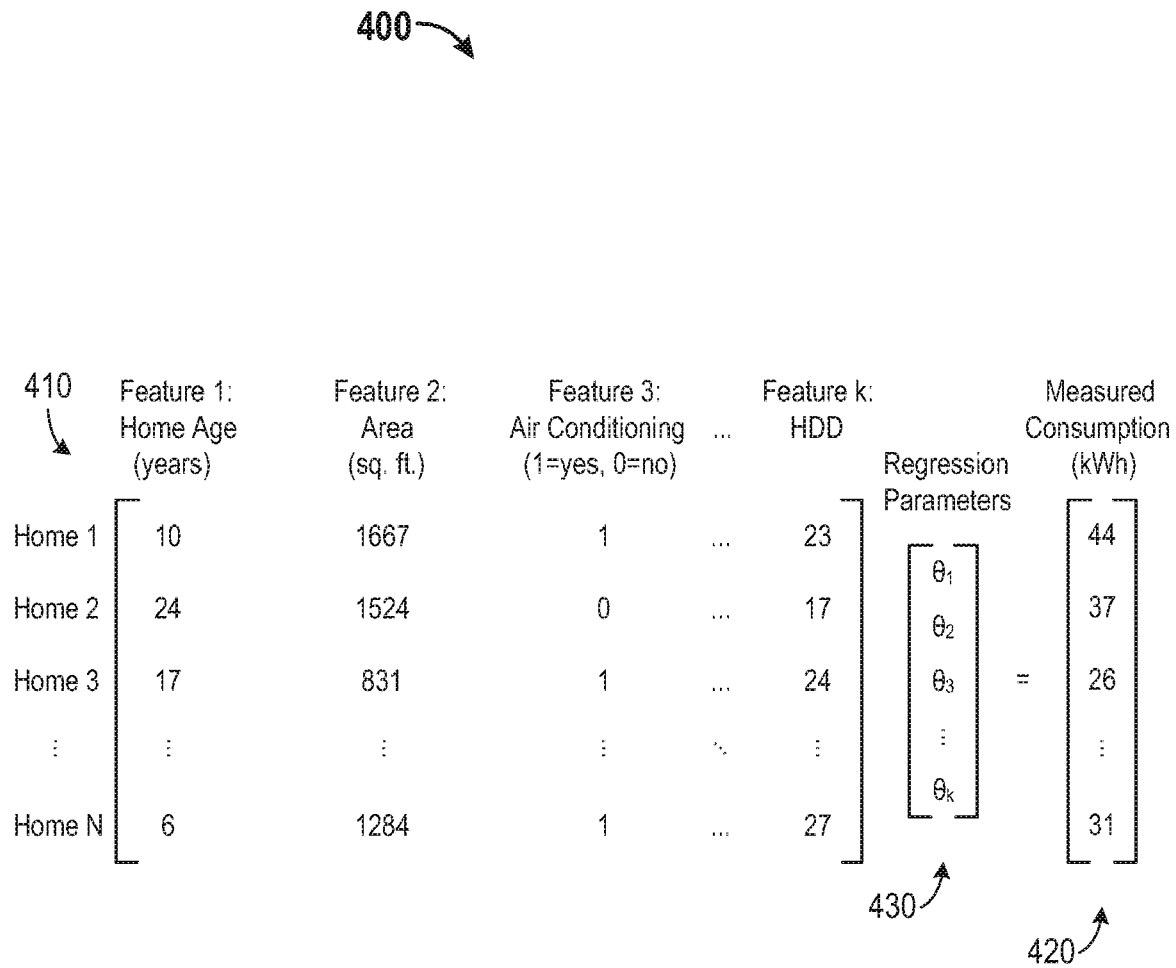 400
410
Feature 1: Feature 2: Feature 3: Feature k: Measured
Home Age Area Air Conditioning ... HDD Consumption
(years) (sq. ft.) (1=yes, 0=no) Regression (kWh)
Parameters
Home 1 10 1667 1 ... 23 44
θ1
Home 2 24 1524 0 ... 17 37
θ2
Home 3 17 831 1 ... 24 θ3 = 26
⋮ ⋮ ⋮ ⋮ ⋱ ⋮ ⋮ ⋮
θk
Home N 6 1284 1 ... 27 31
430
420